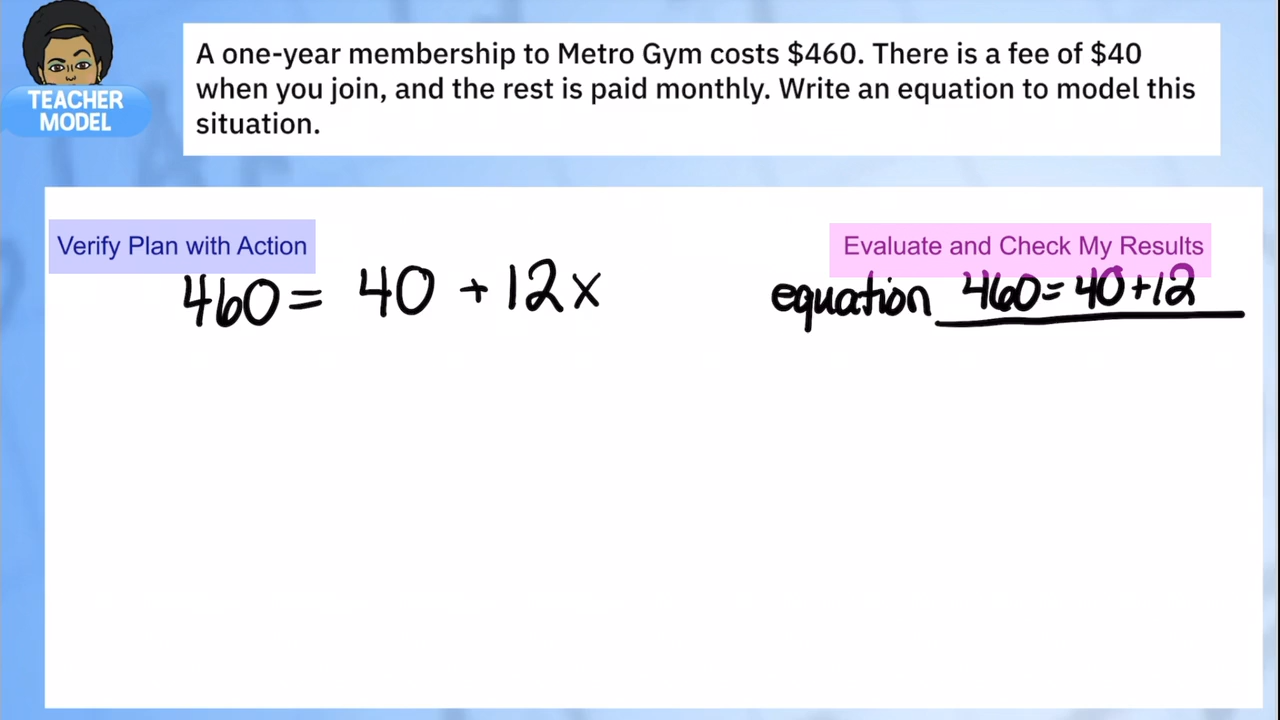 TEACHER
MODEL
A one-year membership to Metro Gym costs $460. There is a fee of $40
when you join, and the rest is paid monthly. Write an equation to model this
situation.
Verify Plan with Action
460 = 40 + 12x
Evaluate and Check My Results
equation 460 = 40 + 12